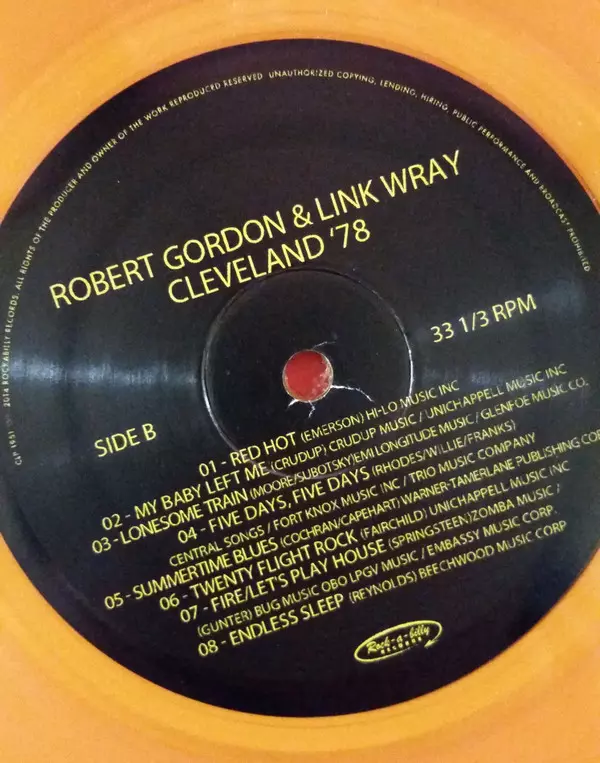 CLP 1651 2014 ROCKABILLY RECORDS. ALL RIGHTS OF THE PRODUCER AND OWNER OF THE WORK REPRODUCED RESERVED. UNAUTHORIZED COPYING, LENDING, HIRING, PUBLIC PERFORMANCE AND BROADCAST PROHIBITED
ROBERT GORDON & LINK WRAY
CLEVELAND '78
33 1/3 RPM
SIDE B
01 - RED HOT (EMERSON) HI-LO MUSIC INC
02 - MY BABY LEFT ME (CRUDUP) CRUDUP MUSIC / UNICHAPPELL MUSIC INC
03 - LONESOME TRAIN (MOORE/SUBOTSKY)EMI LONGITUDE MUSIC / GLENFOE MUSIC CO.
04 - FIVE DAYS, FIVE DAYS (RHODES/WILLIE/FRANKS)
CENTRAL SONGS / FORT KNOX MUSIC INC / TRIO MUSIC COMPANY
05 - SUMMERTIME BLUES (COCHRAN/CAPEHART) WARNER-TAMERLANE PUBLISHING COR
06 - TWENTY FLIGHT ROCK (FAIRCHILD) UNICHAPPELL MUSIC INC
07 - FIRE/LET'S PLAY HOUSE (SPRINGSTEEN)ZOMBA MUSIC /
(GUNTER) BUG MUSIC OBO LPGV MUSIC / EMBASSY MUSIC CORP.
08 - ENDLESS SLEEP (REYNOLDS) BEECHWOOD MUSIC CORP
Rock-a-billy
RECORDS